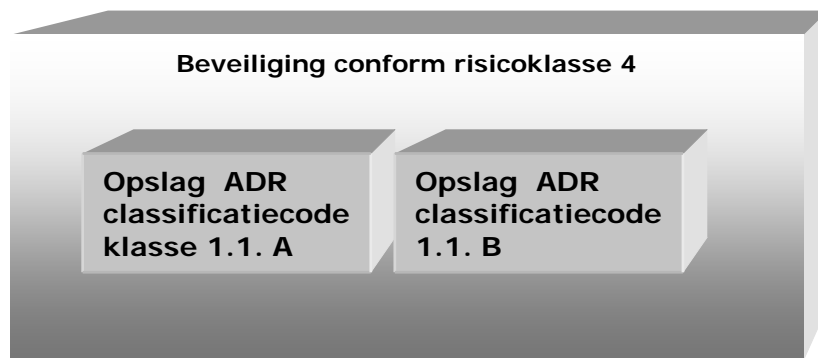 Beveiliging conform risicoklasse 4
Opslag ADR
classificatiecode
klasse 1.1. A
Opslag ADR
classificatiecode
1.1. B